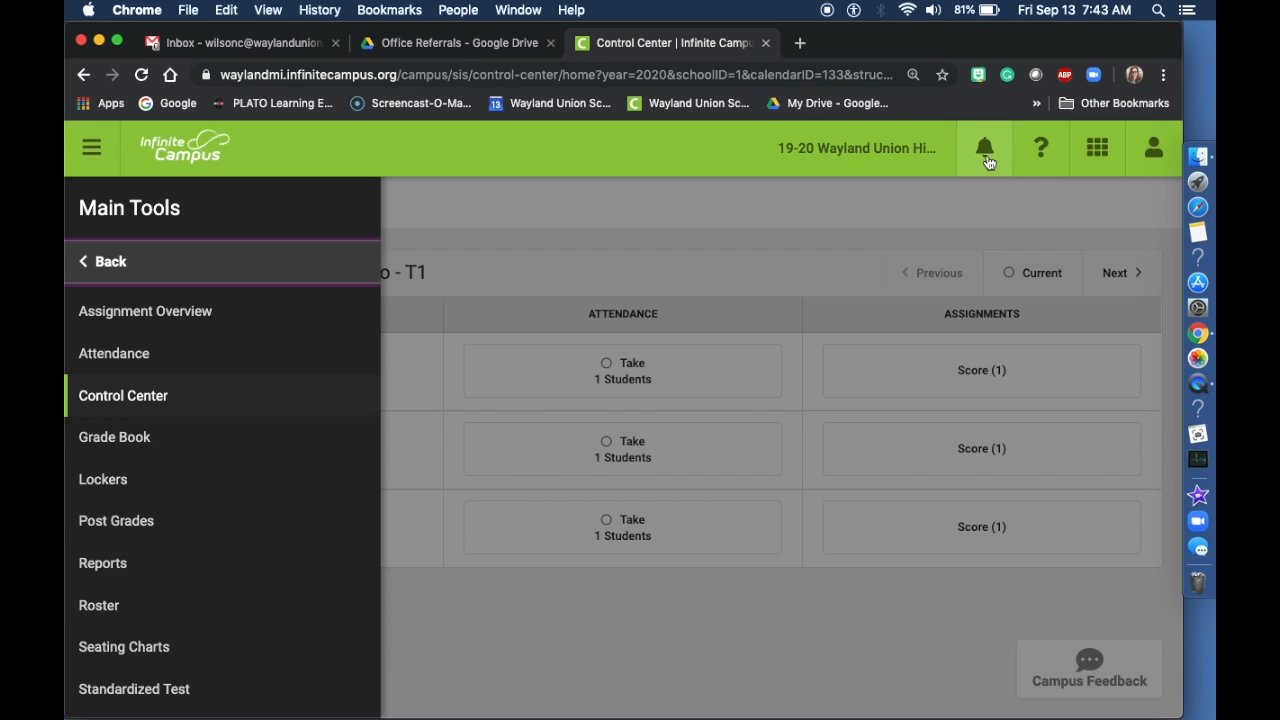 Chrome File Edit View History Bookmarks People Window Help 81% Fri Sep 13 7:43 AM
Inbox - wilsonc@waylandunion Office Referrals - Google Drive Control Center | Infinite Camp
waylandmi.infinitecampus.org/campus/sis/control-center/home?year=2020&schoolID=1&calendarID=133&struc... ABP
Apps Google PLATO Learning E... Screencast-O-Ma... 13 Wayland Union Sc... Wayland Union Sc... My Drive - Google... » Other Bookmarks
Infinite Campus 19-20 Wayland Union Hi... ?
Main Tools
Back
o - T1 Previous Current Next
Assignment Overview
ATTENDANCE ASSIGNMENTS
Attendance
Take
1 Students
Score (1)
Control Center
Grade Book
Take
1 Students
Score (1)
Lockers
Post Grades
Take
1 Students
Score (1)
Reports
Roster
Seating Charts
Standardized Test
Campus Feedback